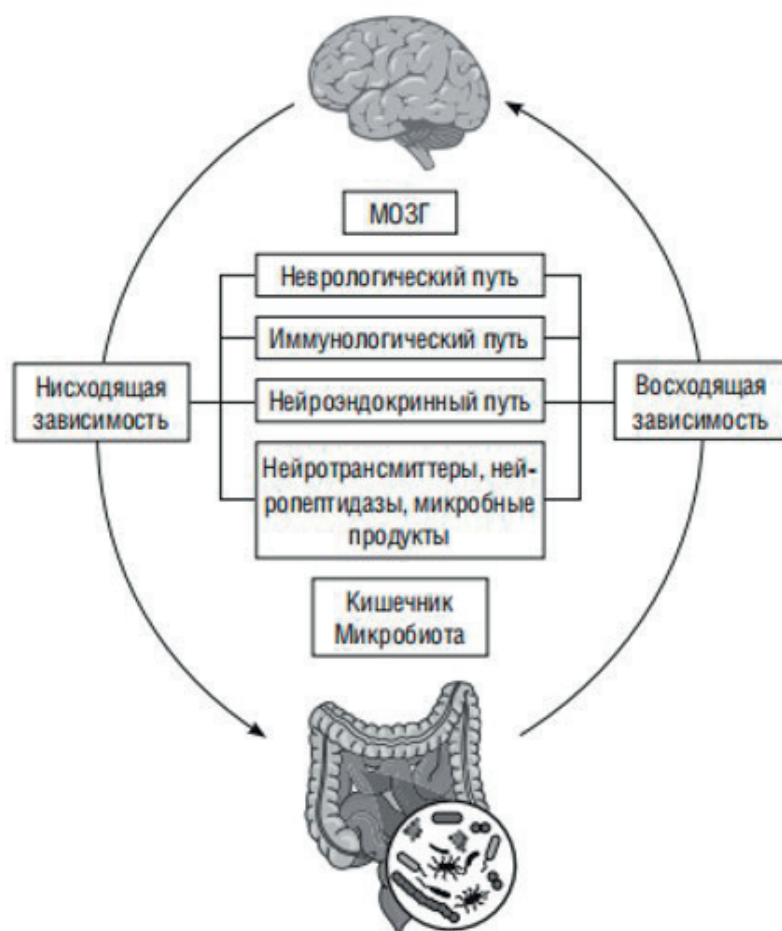 МОЗГ
Неврологический путь
Иммунологический путь
Нисходящая
зависимость
Нейроэндокринный путь
Восходящая
зависимость
Нейротрансмиттеры, ней-
ропептидазы, микробные
продукты
Кишечник
Микробиота